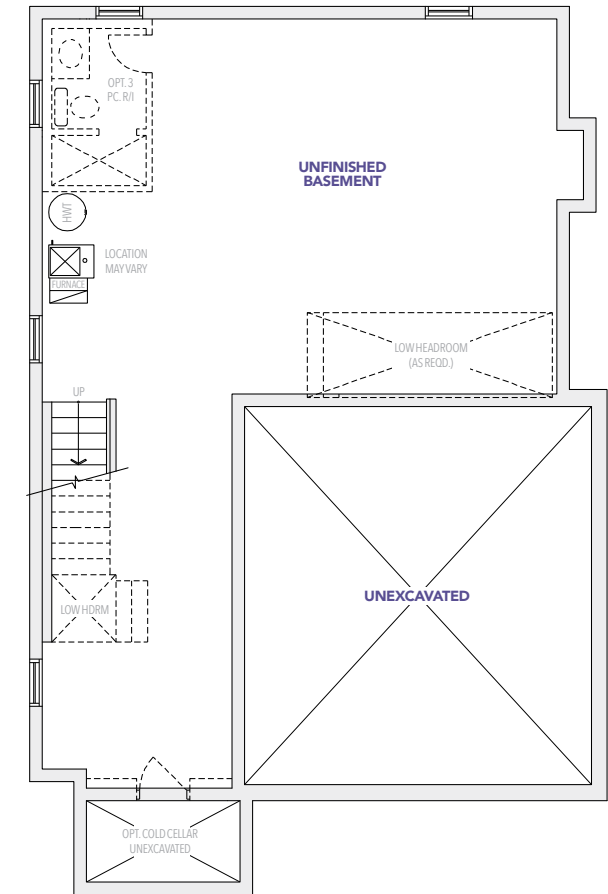 OPT. 3
PC. R/I
UNFINISHED
BASEMENT
HWT
LOCATION
MAY VARY
FURNACE
LOW HEADROOM
(AS REQD.)
UP
UNEXCAVATED
LOW HDRM
OPT. COLD CELLAR
UNEXCAVATED